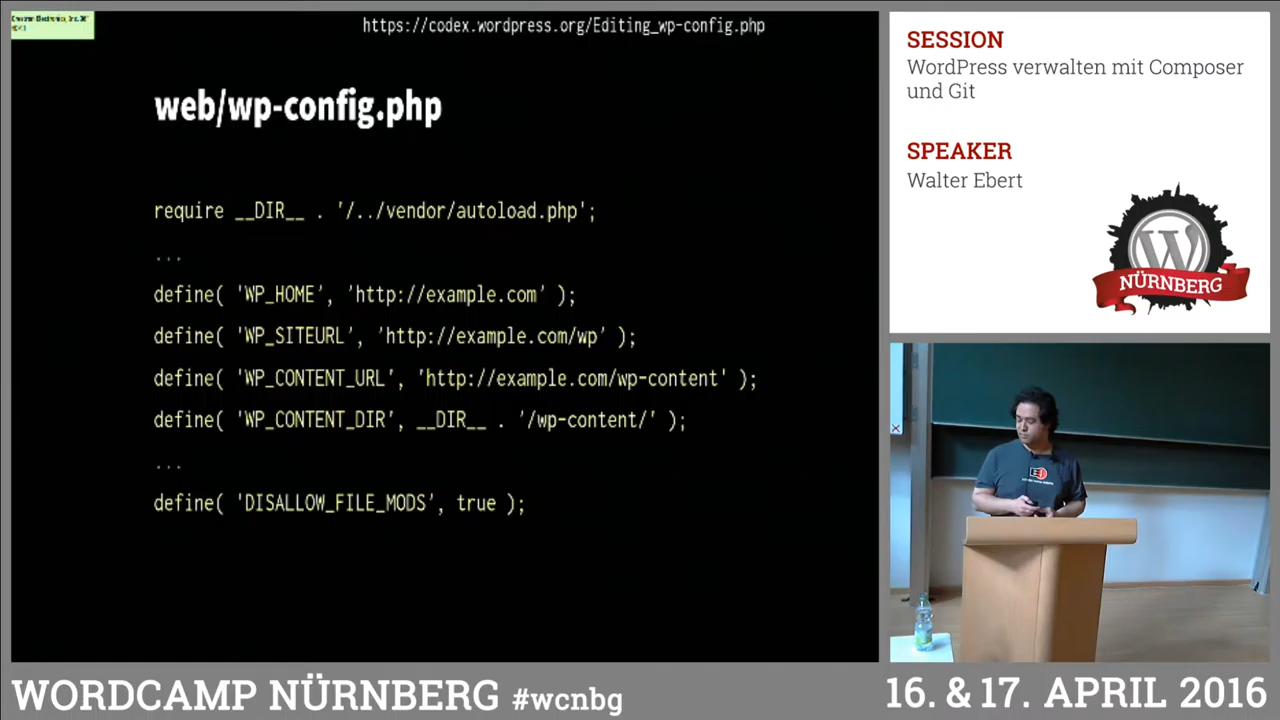 https://codex.wordpress.org/Editing_wp-config.php
web/wp-config.php
require __DIR__ . '/../vendor/autoload.php';
...
define( 'WP_HOME', 'http://example.com' );
define( 'WP_SITEURL', 'http://example.com/wp' );
define( 'WP_CONTENT_URL', 'http://example.com/wp-content' );
define( 'WP_CONTENT_DIR', __DIR__ . '/wp-content/' );
...
define( 'DISALLOW_FILE_MODS', true );
SESSION
WordPress verwalten mit Composer
und Git
SPEAKER
Walter Ebert
W
NÜRNBERG
WORDCAMP NÜRNBERG #wcnbg
16. & 17. APRIL 2016